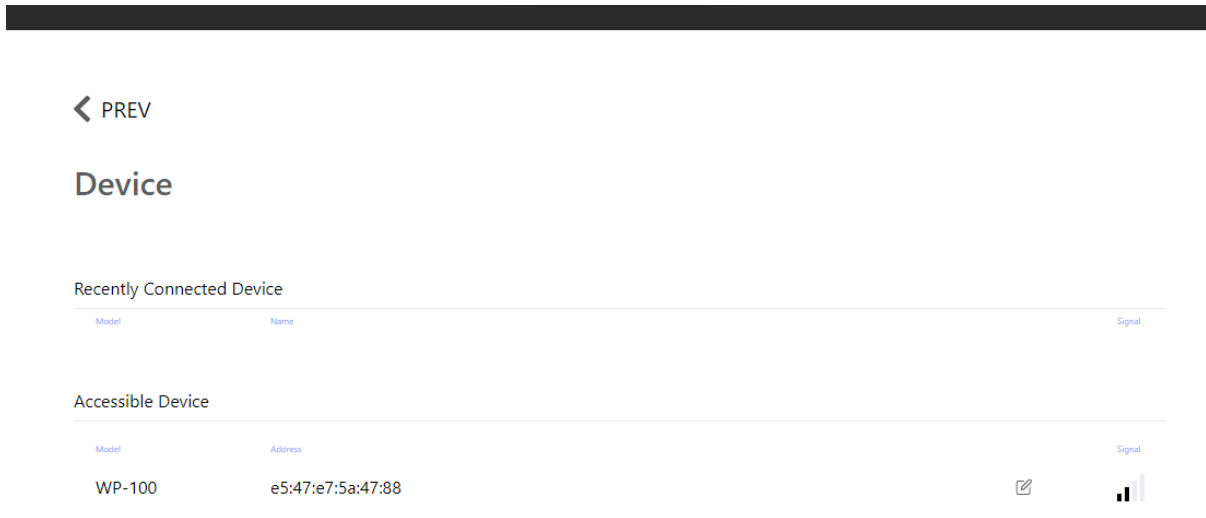 PREV
Device
Recently Connected Device
Model Name Signal
Accessible Device
Model Address Signal
WP-100 e5:47:e7:5a:47:88